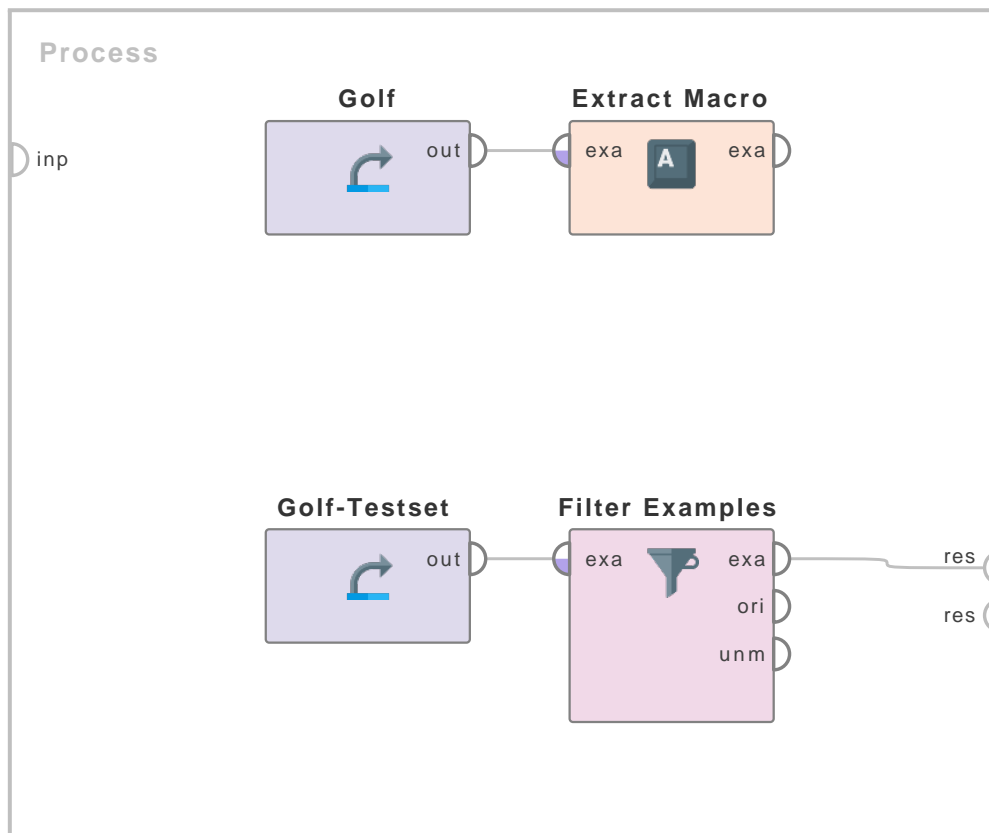 Process
Golf
Extract Macro
inp
out
exa
A
exa
Golf-Testset
Filter Examples
out
exa
exa
res
ori
res
unm